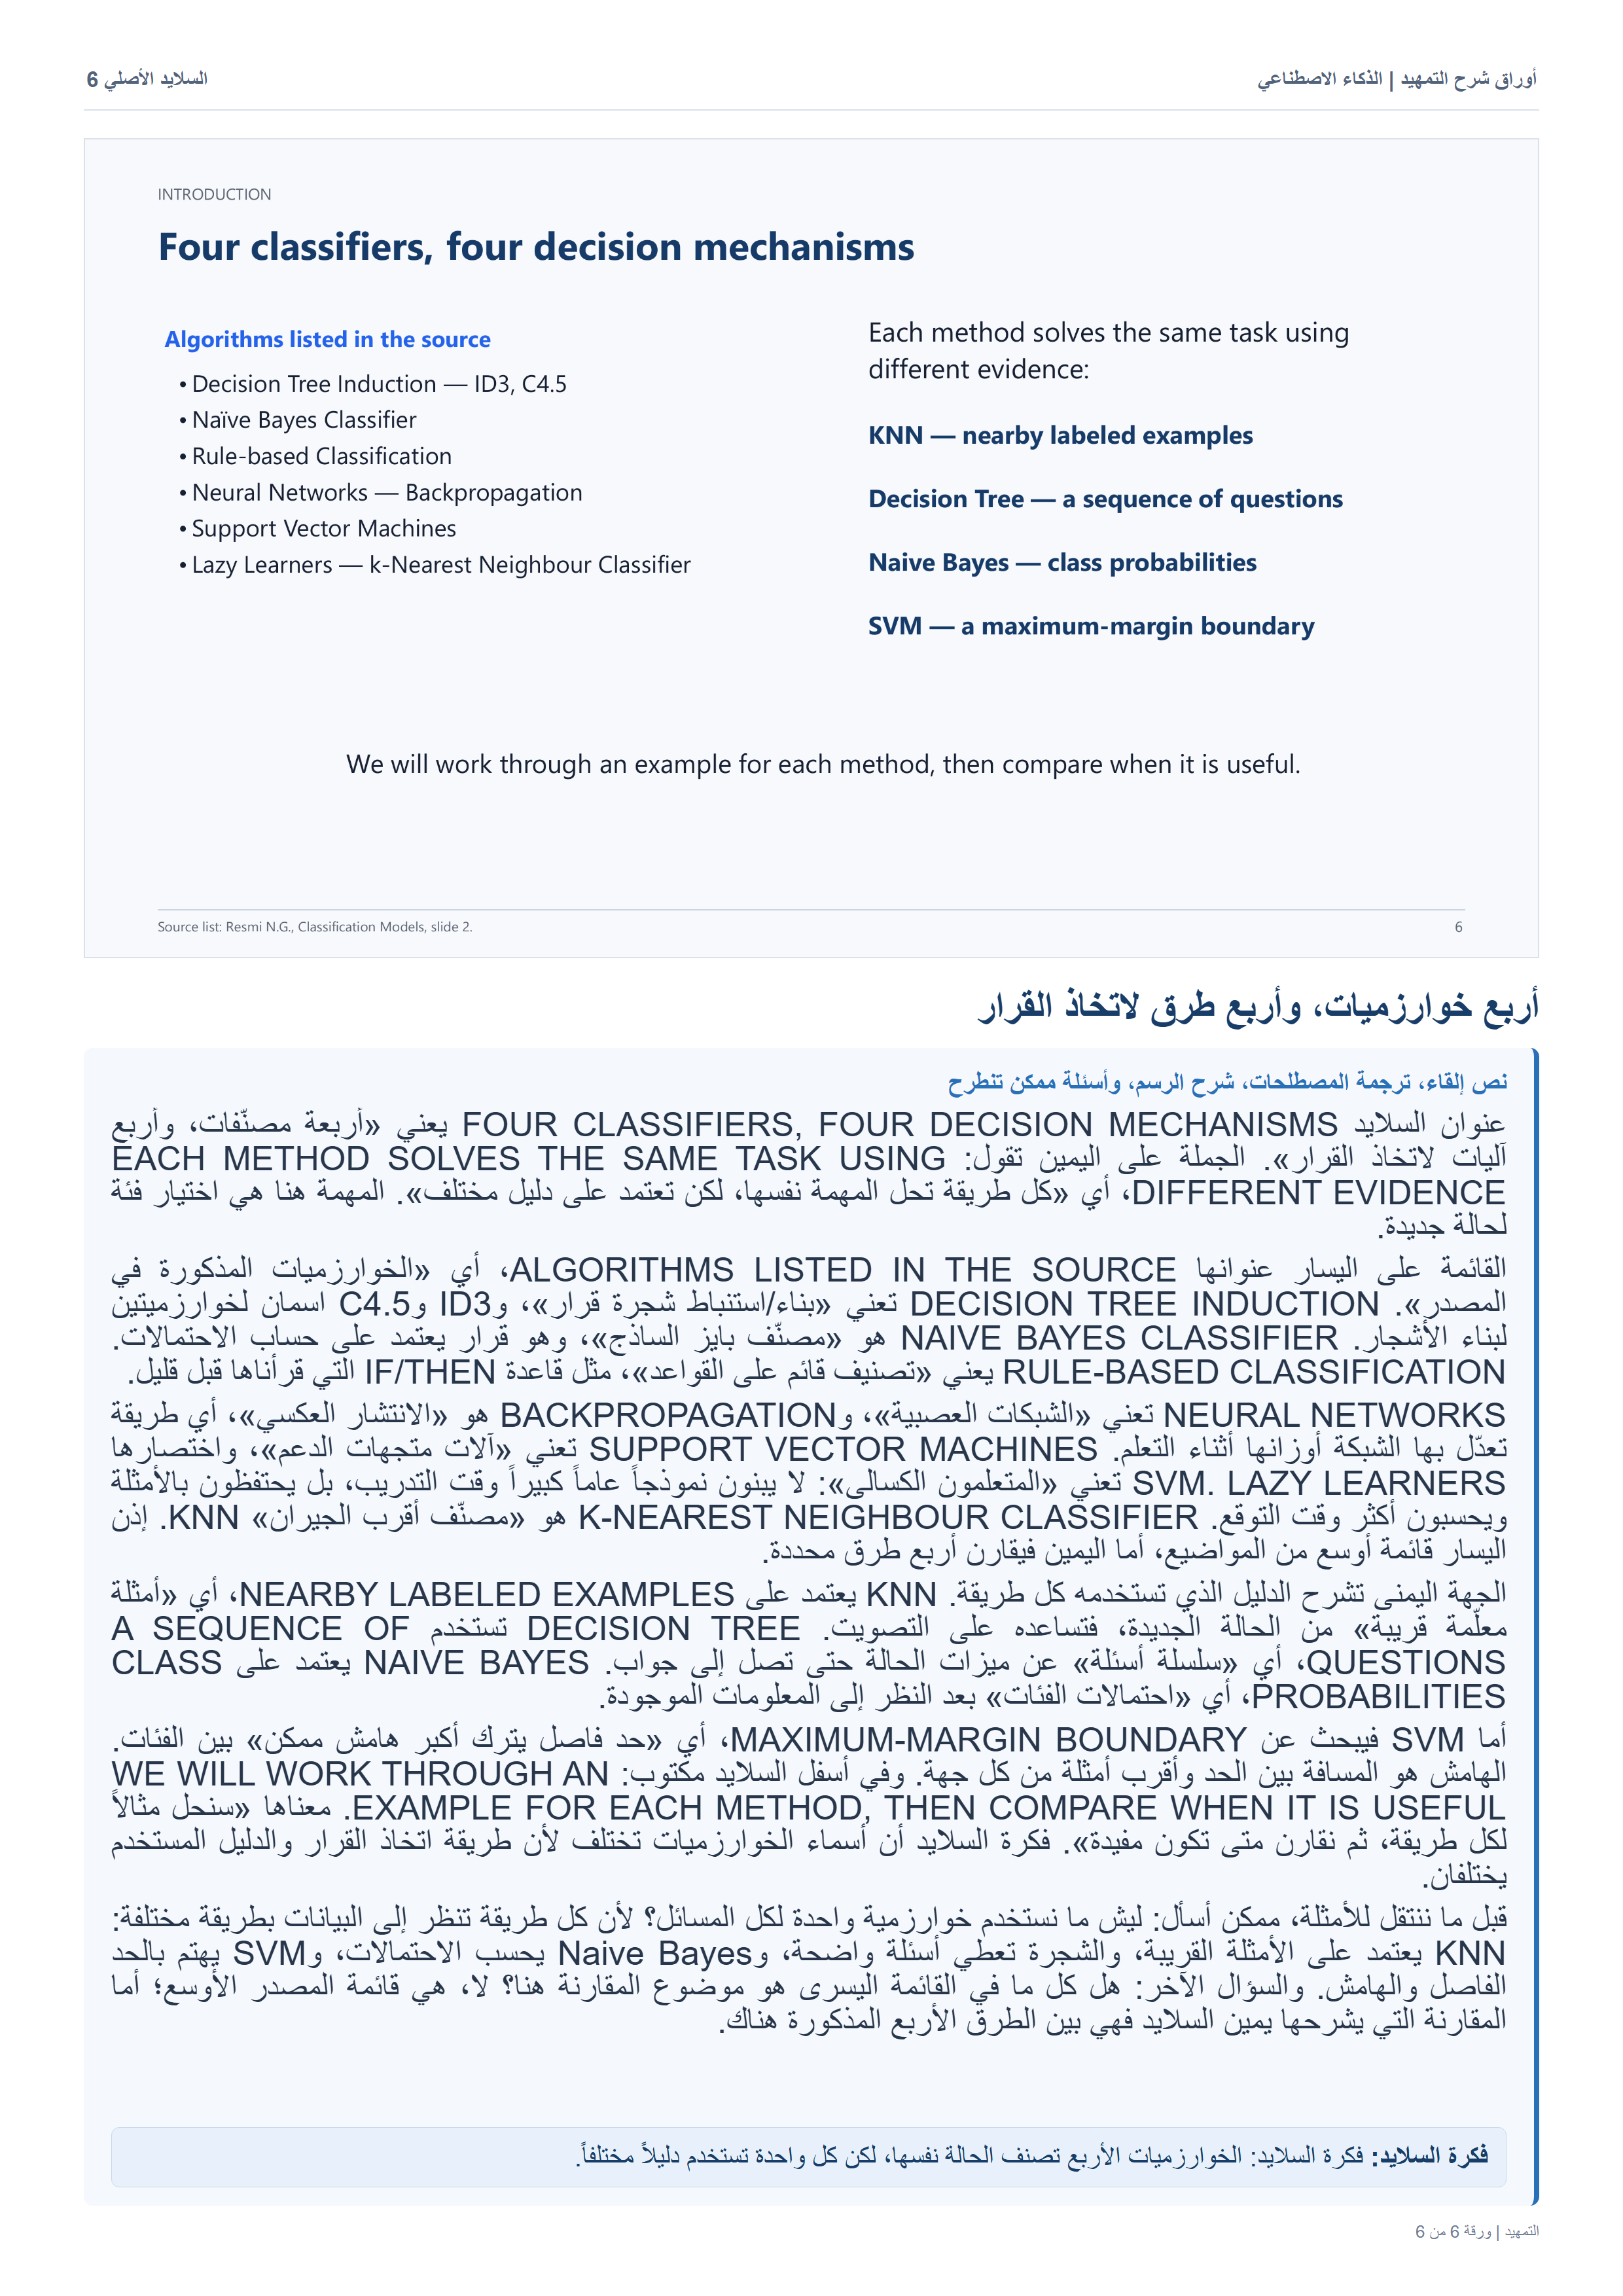 أوراق شرح التمهيد | الذكاء الاصطناعي
السلايد الأصلي 6
INTRODUCTION
Four classifiers, four decision mechanisms
Algorithms listed in the source
• Decision Tree Induction — ID3, C4.5
• Naïve Bayes Classifier
• Rule-based Classification
• Neural Networks — Backpropagation
• Support Vector Machines
• Lazy Learners — k-Nearest Neighbour Classifier
Each method solves the same task using
different evidence:
KNN — nearby labeled examples
Decision Tree — a sequence of questions
Naive Bayes — class probabilities
SVM — a maximum-margin boundary
We will work through an example for each method, then compare when it is useful.
Source list: Resmi N.G., Classification Models, slide 2.
6
أربع خوارزميات، وأربع طرق لاتخاذ القرار
نص إلقاء، ترجمة المصطلحات، شرح الرسم، وأسئلة ممكن تنطرح
عنوان السلايد FOUR CLASSIFIERS, FOUR DECISION MECHANISMS يعني «أربعة مصنّفات، وأربع
آليات لاتخاذ القرار». الجملة على اليمين تقول: EACH METHOD SOLVES THE SAME TASK USING
DIFFERENT EVIDENCE، أي «كل طريقة تحل المهمة نفسها، لكن تعتمد على دليل مختلف». المهمة هنا هي اختيار فئة
لحالة جديدة.
القائمة على اليسار عنوانها ALGORITHMS LISTED IN THE SOURCE، أي «الخوارزميات المذكورة في
المصدر». DECISION TREE INDUCTION تعني «بناء/استنباط شجرة قرار»، وID3 وC4.5 اسمان لخوارزميتين
لبناء الأشجار. NAIVE BAYES CLASSIFIER هو «مصنّف بايز الساذج»، وهو قرار يعتمد على حساب الاحتمالات.
RULE-BASED CLASSIFICATION يعني «تصنيف قائم على القواعد»، مثل قاعدة IF/THEN التي قرأناها قبل قليل.
NEURAL NETWORKS تعني «الشبكات العصبية»، وBACKPROPAGATION هو «الانتشار العكسي»، أي طريقة
تعدّل بها الشبكة أوزانها أثناء التعلم. SUPPORT VECTOR MACHINES تعني «آلات متجهات الدعم»، واختصارها
SVM. LAZY LEARNERS تعني «المتعلمون الكسالى»: لا يبنون نموذجاً عاماً كبيراً وقت التدريب، بل يحتفظون بالأمثلة
ويحسبون أكثر وقت التوقع. K-NEAREST NEIGHBOUR CLASSIFIER هو «مصنّف أقرب الجيران» KNN. إذن
اليسار قائمة أوسع من المواضيع، أما اليمين فيقارن أربع طرق محددة.
الجهة اليمنى تشرح الدليل الذي تستخدمه كل طريقة. KNN يعتمد على NEARBY LABELED EXAMPLES، أي «أمثلة
معلّمة قريبة» من الحالة الجديدة، فتساعده على التصويت. DECISION TREE تستخدم A SEQUENCE OF
QUESTIONS، أي «سلسلة أسئلة» عن ميزات الحالة حتى تصل إلى جواب. NAIVE BAYES يعتمد على CLASS
PROBABILITIES، أي «احتمالات الفئات» بعد النظر إلى المعلومات الموجودة.
أما SVM فيبحث عن MAXIMUM-MARGIN BOUNDARY، أي «حد فاصل يترك أكبر هامش ممكن» بين الفئات.
الهامش هو المسافة بين الحد وأقرب أمثلة من كل جهة. وفي أسفل السلايد مكتوب: WE WILL WORK THROUGH AN
EXAMPLE FOR EACH METHOD, THEN COMPARE WHEN IT IS USEFUL. معناها «سنحل مثالاً
لكل طريقة، ثم نقارن متى تكون مفيدة». فكرة السلايد أن أسماء الخوارزميات تختلف لأن طريقة اتخاذ القرار والدليل المستخدم
يختلفان.
قبل ما ننتقل للأمثلة، ممكن أسأل: ليش ما نستخدم خوارزمية واحدة لكل المسائل؟ لأن كل طريقة تنظر إلى البيانات بطريقة مختلفة:
KNN يعتمد على الأمثلة القريبة، والشجرة تعطي أسئلة واضحة، وNaive Bayes يحسب الاحتمالات، وSVM يهتم بالحد
الفاصل والهامش. والسؤال الآخر: هل كل ما في القائمة اليسرى هو موضوع المقارنة هنا؟ لا، هي قائمة المصدر الأوسع؛ أما
المقارنة التي يشرحها يمين السلايد فهي بين الطرق الأربع المذكورة هناك.
فكرة السلايد: فكرة السلايد: الخوارزميات الأربع تصنف الحالة نفسها، لكن كل واحدة تستخدم دليلاً مختلفاً.
التمهيد | ورقة 6 من 6